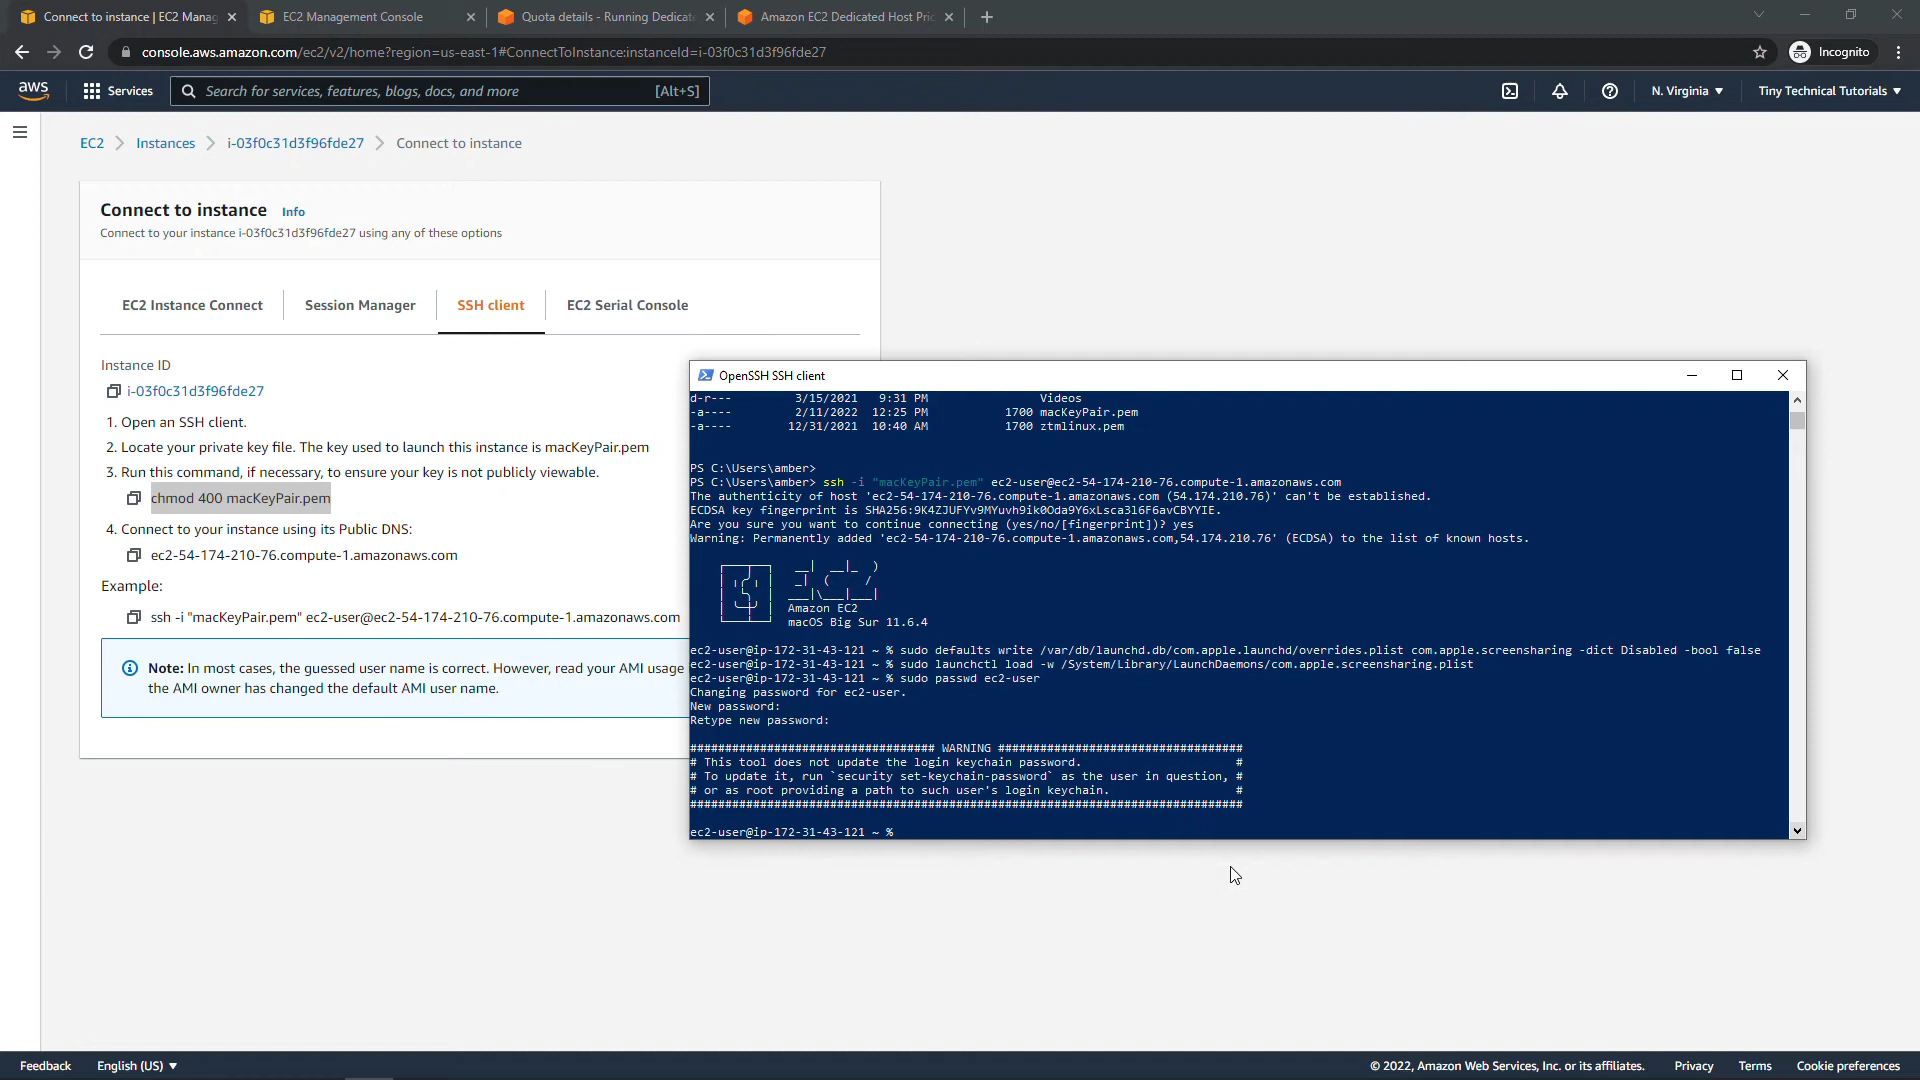 Connect to instance | EC2 Manag
EC2 Management Console
Quota details - Running Dedicate
Amazon EC2 Dedicated Host Pric
console.aws.amazon.com/ec2/v2/home?region=us-east-1#ConnectToInstance:instanceId=i-03f0c31d3f96fde27
Incognito
aws
Services
Search for services, features, blogs, docs, and more
[Alt+S]
N. Virginia
Tiny Technical Tutorials
EC2
Instances
i-03f0c31d3f96fde27
Connect to instance
Connect to instance Info
Connect to your instance i-03f0c31d3f96fde27 using any of these options
EC2 Instance Connect
Session Manager
SSH client
EC2 Serial Console
Instance ID
i-03f0c31d3f96fde27
1. Open an SSH client.
2. Locate your private key file. The key used to launch this instance is macKeyPair.pem
3. Run this command, if necessary, to ensure your key is not publicly viewable.
chmod 400 macKeyPair.pem
4. Connect to your instance using its Public DNS:
ec2-54-174-210-76.compute-1.amazonaws.com
Example:
ssh -i "macKeyPair.pem" ec2-user@ec2-54-174-210-76.compute-1.amazonaws.com
Note: In most cases, the guessed user name is correct. However, read your AMI usage
the AMI owner has changed the default AMI user name.
OpenSSH SSH client
d-r--- 3/15/2021 9:31 PM Videos
-a---- 2/11/2022 12:25 PM 1700 macKeyPair.pem
-a---- 12/31/2021 10:40 AM 1700 ztmlinux.pem
PS C:\Users\amber>
PS C:\Users\amber> ssh -i "macKeyPair.pem" ec2-user@ec2-54-174-210-76.compute-1.amazonaws.com
The authenticity of host 'ec2-54-174-210-76.compute-1.amazonaws.com (54.174.210.76)' can't be established.
ECDSA key fingerprint is SHA256:9K4ZJUFYv9MYuvh9ik0Oda9Y6xLsca3l6F6avCBYYIE.
Are you sure you want to continue connecting (yes/no/[fingerprint])? yes
Warning: Permanently added 'ec2-54-174-210-76.compute-1.amazonaws.com,54.174.210.76' (ECDSA) to the list of known hosts.
Amazon EC2
macOS Big Sur 11.6.4
ec2-user@ip-172-31-43-121 ~ % sudo defaults write /var/db/launchd.db/com.apple.launchd/overrides.plist com.apple.screensharing -dict Disabled -bool false
ec2-user@ip-172-31-43-121 ~ % sudo launchctl load -w /System/Library/LaunchDaemons/com.apple.screensharing.plist
ec2-user@ip-172-31-43-121 ~ % sudo passwd ec2-user
Changing password for ec2-user.
New password:
Retype new password:
################################### WARNING ###################################
# This tool does not update the login keychain password. #
# To update it, run `security set-keychain-password` as the user in question, #
# or as root providing a path to such user's login keychain. #
###############################################################################
ec2-user@ip-172-31-43-121 ~ %
Feedback
English (US)
© 2022, Amazon Web Services, Inc. or its affiliates.
Privacy
Terms
Cookie preferences